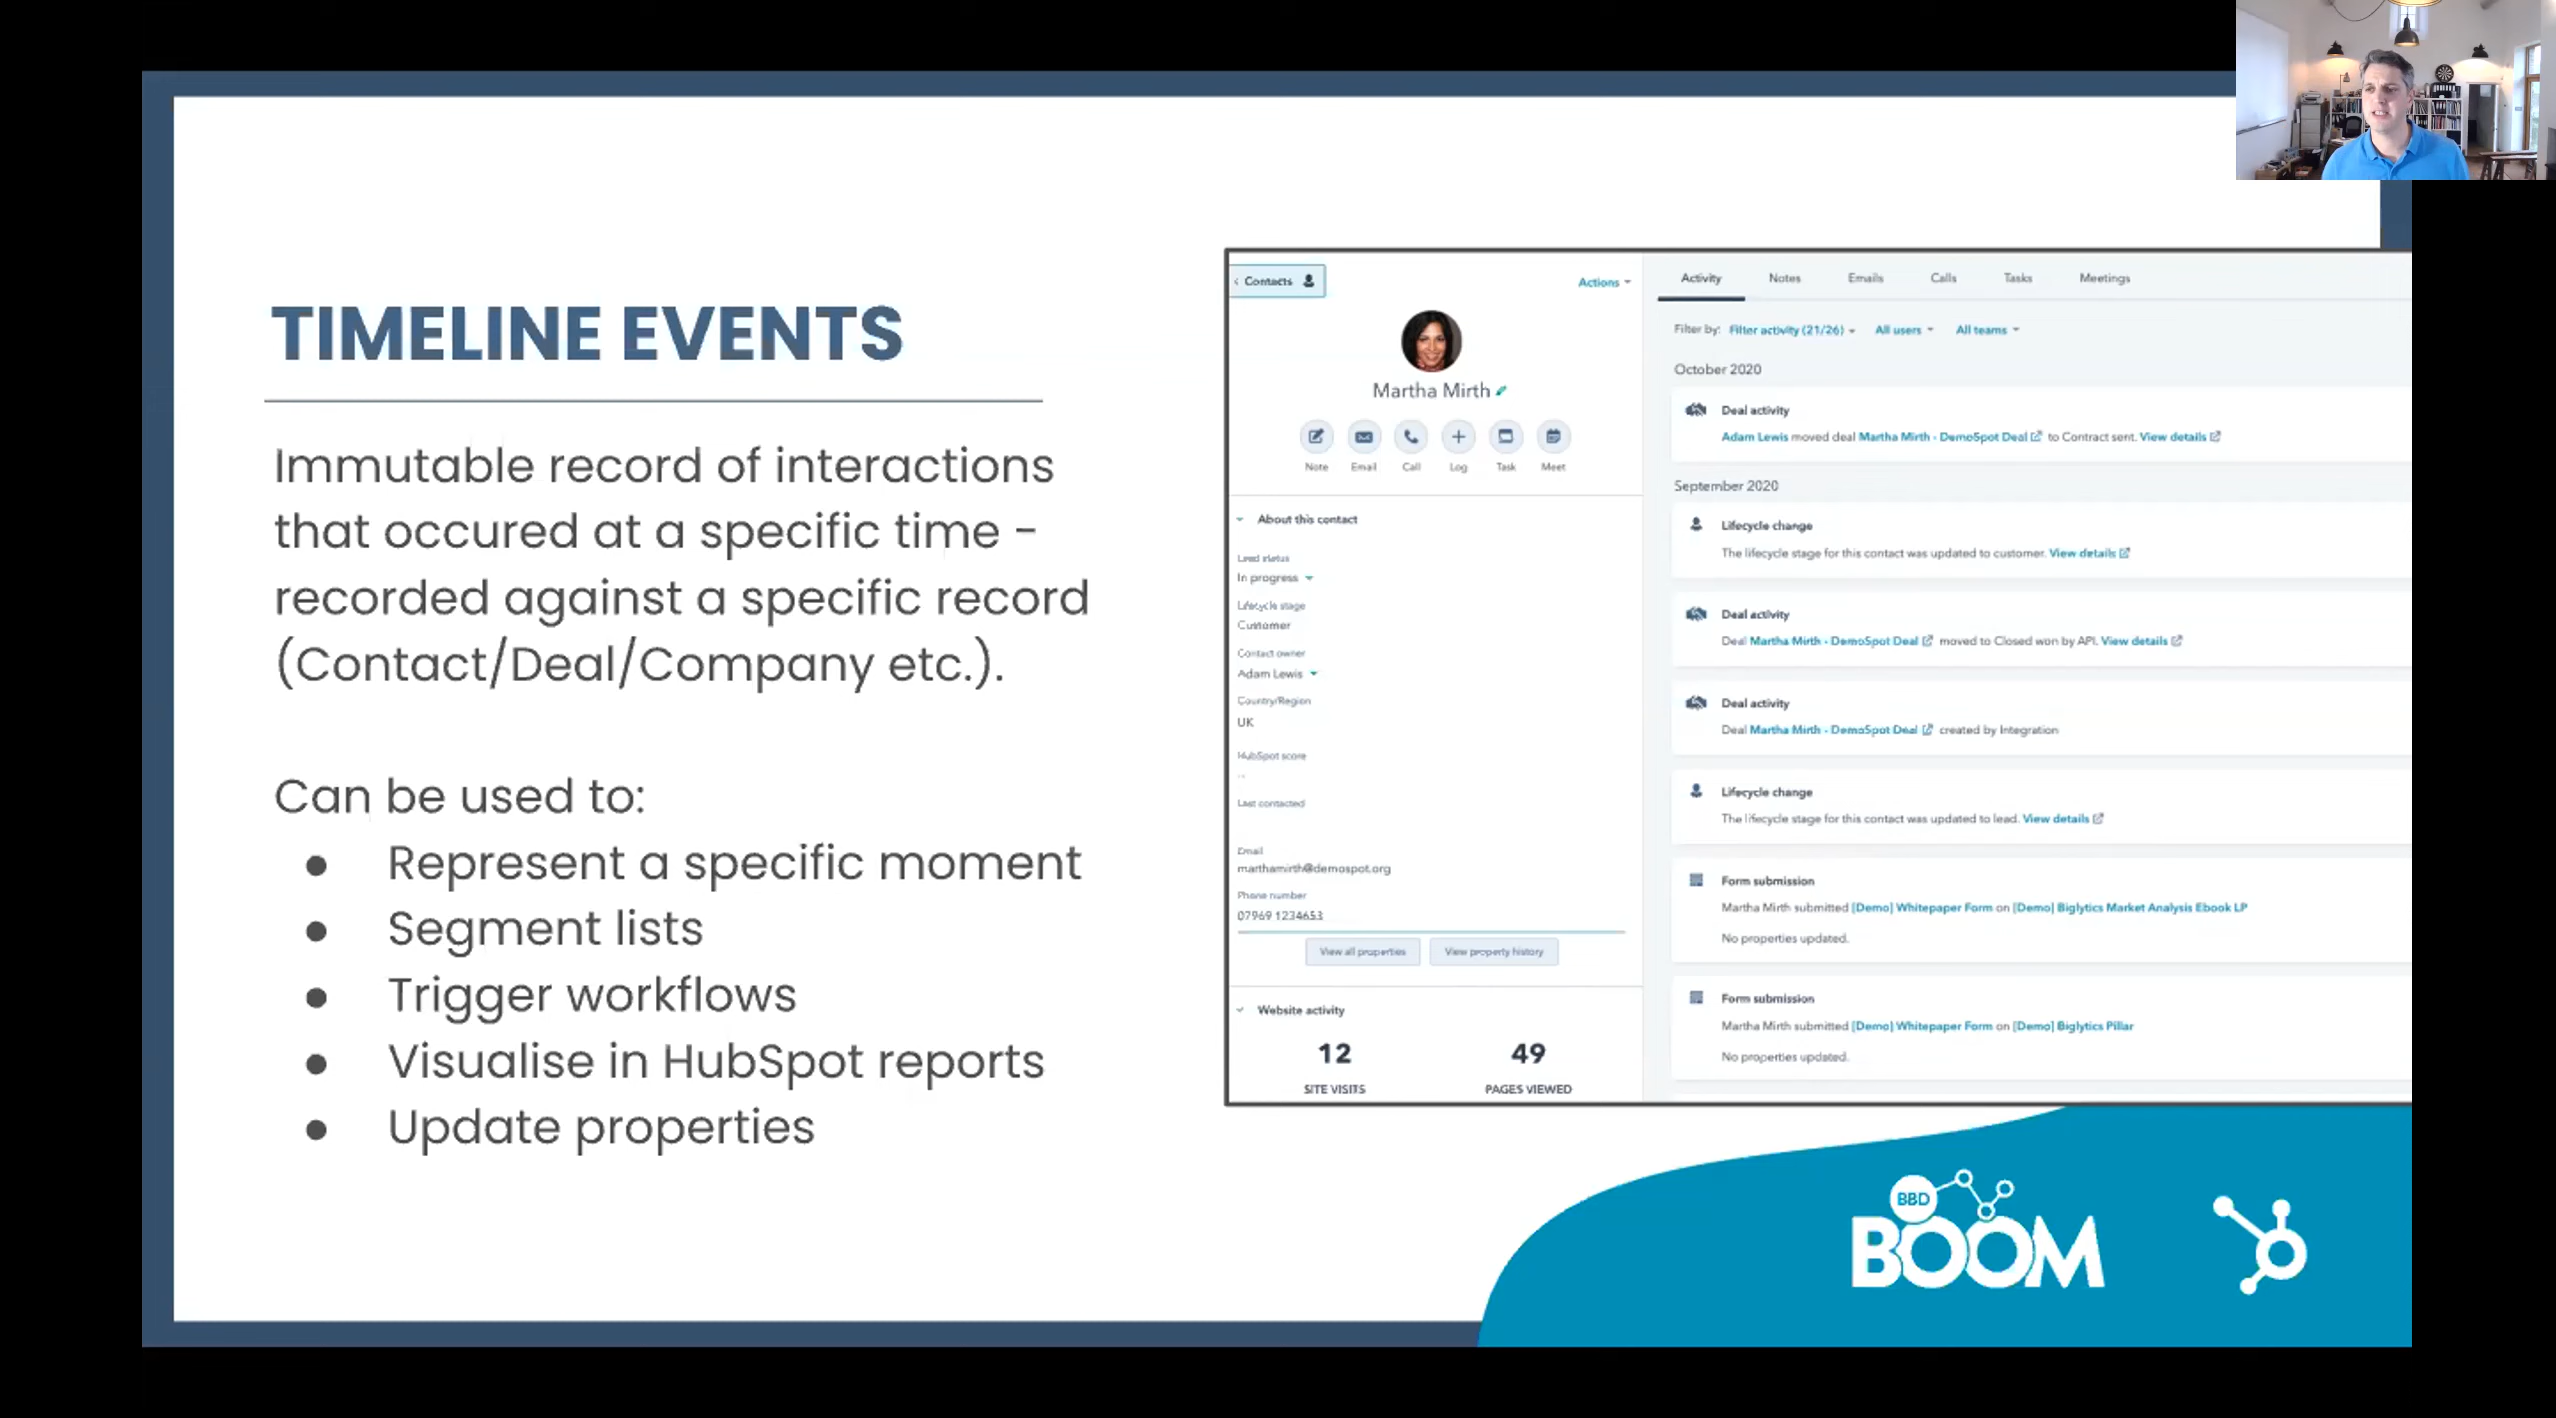 TIMELINE EVENTS
Immutable record of interactions
that occured at a specific time -
recorded against a specific record
(Contact/Deal/Company etc.).
Can be used to:
● Represent a specific moment
● Segment lists
● Trigger workflows
● Visualise in HubSpot reports
● Update properties
Contacts
Actions
Martha Mirth
Note Email Call Log Task Meet
About this contact
Lead status
In progress
Lifecycle stage
Customer
Contact owner
Adam Lewis
Country/Region
UK
HubSpot score
--
Last contacted
Email
marthamirth@demospot.org
Phone number
07969 1234653
View all properties View property history
Website activity
12 49
SITE VISITS PAGES VIEWED
Activity Notes Emails Calls Tasks Meetings
Filter by: Filter activity (21/26) All users All teams
October 2020
Deal activity
Adam Lewis moved deal Martha Mirth - DemoSpot Deal to Contract sent. View details
September 2020
Lifecycle change
The lifecycle stage for this contact was updated to customer. View details
Deal activity
Deal Martha Mirth - DemoSpot Deal moved to Closed won by API. View details
Deal activity
Deal Martha Mirth - DemoSpot Deal created by Integration
Lifecycle change
The lifecycle stage for this contact was updated to lead. View details
Form submission
Martha Mirth submitted [Demo] Whitepaper Form on [Demo] Biglytics Market Analysis Ebook LP
No properties updated.
Form submission
Martha Mirth submitted [Demo] Whitepaper Form on [Demo] Biglytics Pillar
No properties updated.
BBD
BOOM